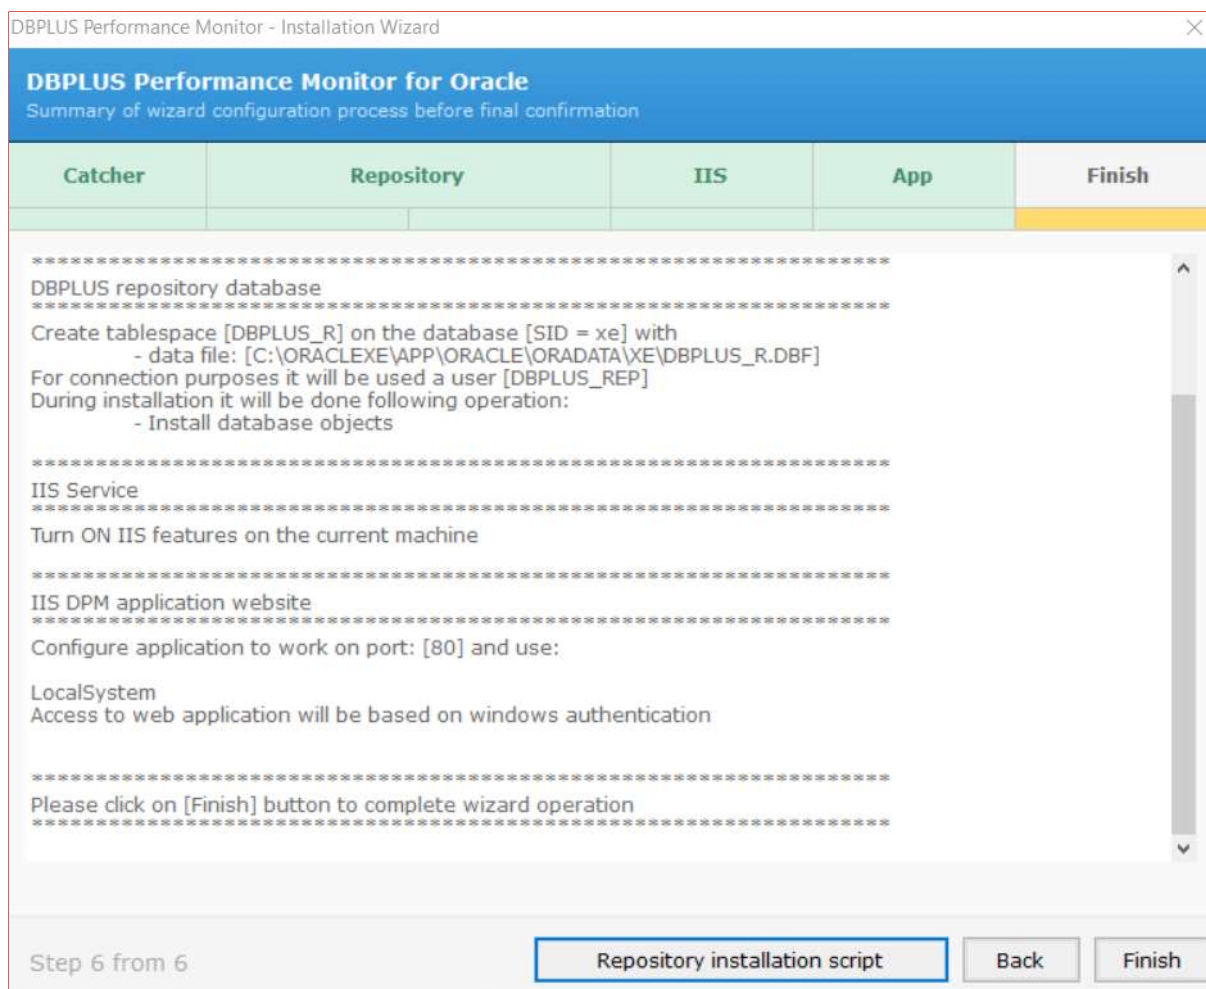 DBPLUS Performance Monitor - Installation Wizard
DBPLUS Performance Monitor for Oracle
Summary of wizard configuration process before final confirmation
Catcher Repository IIS App Finish
******************************************************************
DBPLUS repository database
******************************************************************
Create tablespace [DBPLUS_R] on the database [SID = xe] with
- data file: [C:\ORACLEXE\APP\ORACLE\ORADATA\XE\DBPLUS_R.DBF]
For connection purposes it will be used a user [DBPLUS_REP]
During installation it will be done following operation:
- Install database objects
******************************************************************
IIS Service
******************************************************************
Turn ON IIS features on the current machine
******************************************************************
IIS DPM application website
******************************************************************
Configure application to work on port: [80] and use:
LocalSystem
Access to web application will be based on windows authentication
******************************************************************
Please click on [Finish] button to complete wizard operation
******************************************************************
Step 6 from 6 Repository installation script Back Finish